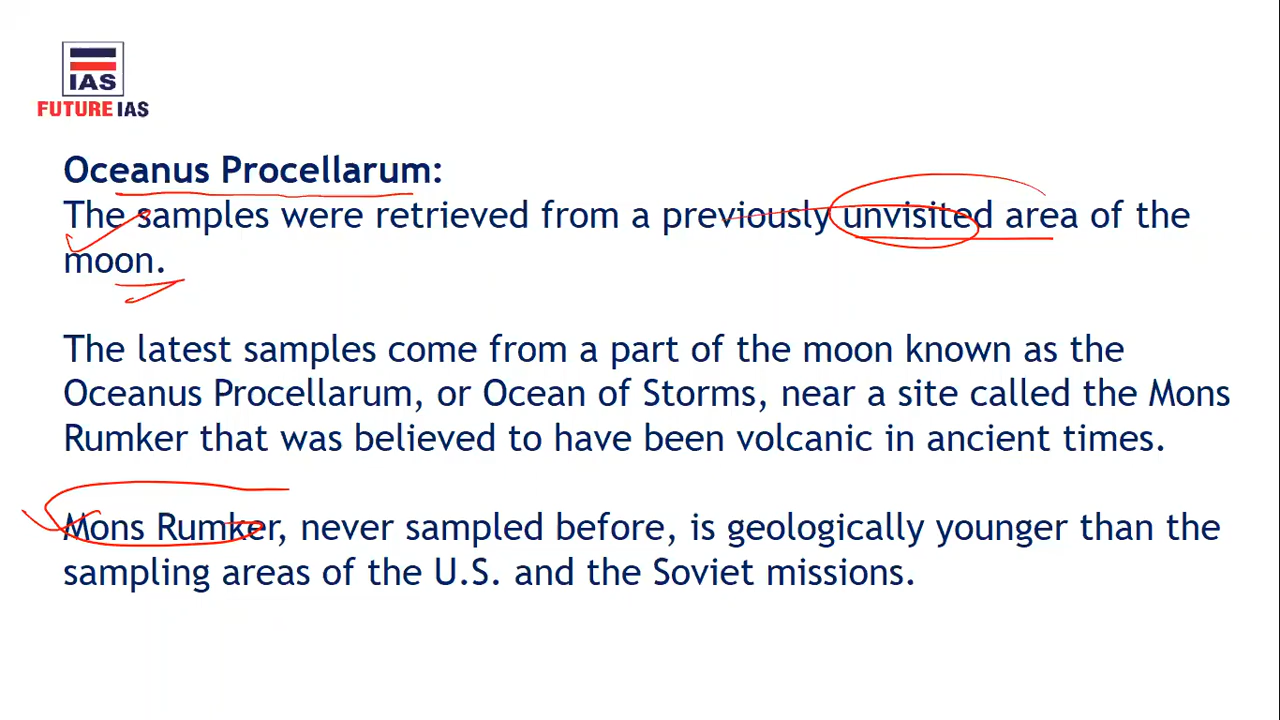 IAS
FUTURE IAS
Oceanus Procellarum:
The samples were retrieved from a previously unvisited area of the
moon.
The latest samples come from a part of the moon known as the
Oceanus Procellarum, or Ocean of Storms, near a site called the Mons
Rumker that was believed to have been volcanic in ancient times.
Mons Rumker, never sampled before, is geologically younger than the
sampling areas of the U.S. and the Soviet missions.